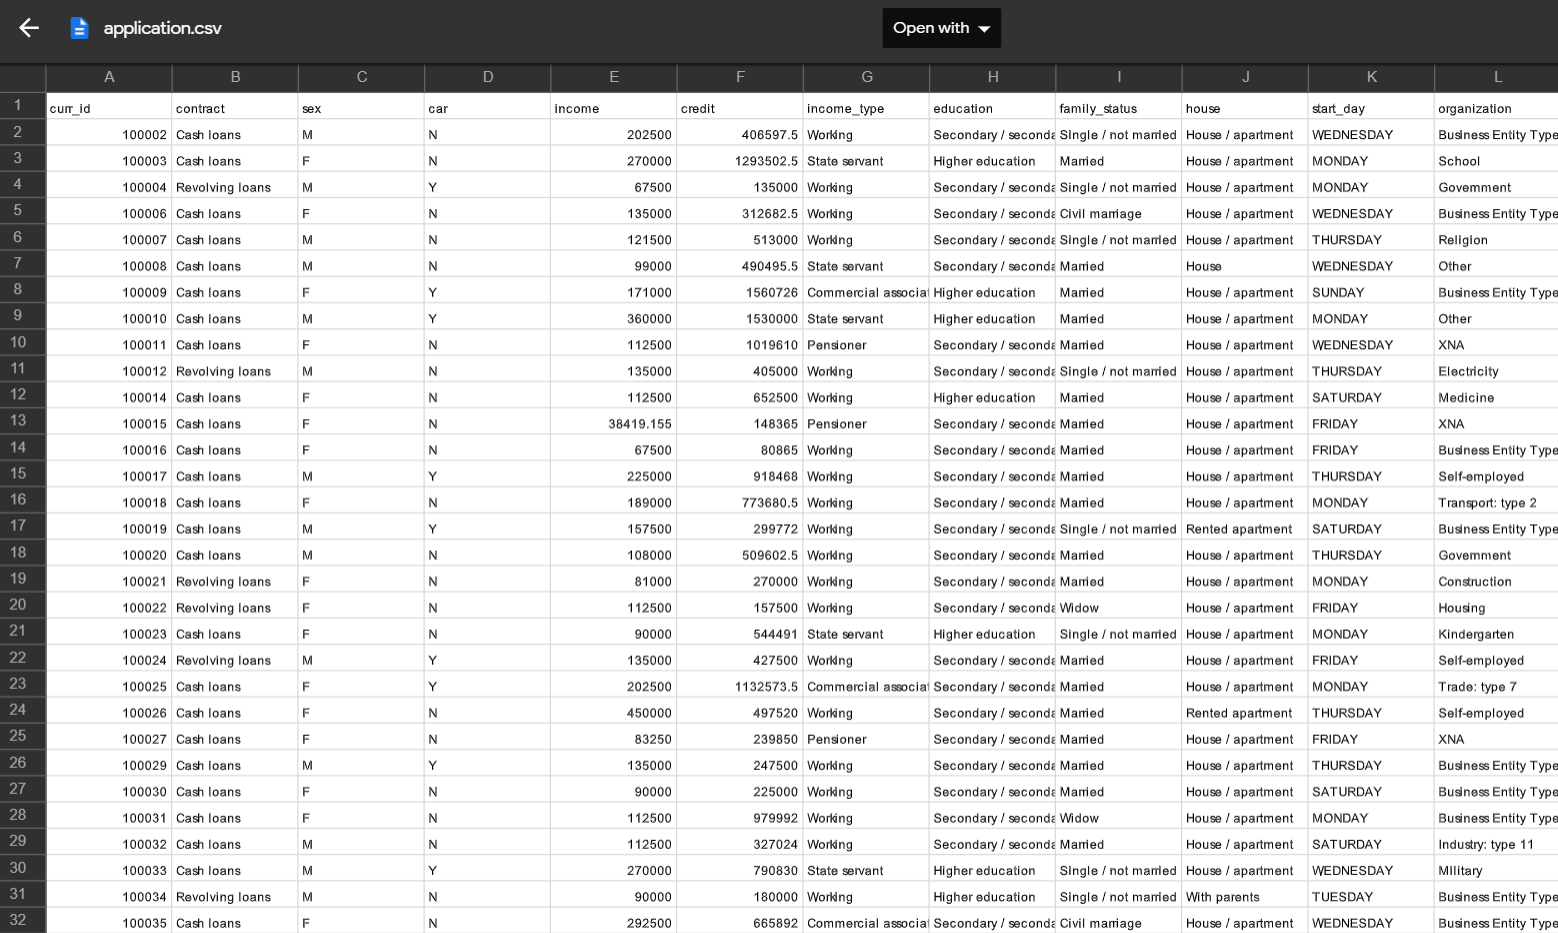 application.csv
Open with
A B C D E F G H I J K L
1 curr_id contract sex car income credit income_type education family_status house start_day organization
2 100002 Cash loans M N 202500 406597.5 Working Secondary / seconda Single / not married House / apartment WEDNESDAY Business Entity Type
3 100003 Cash loans F N 270000 1293502.5 State servant Higher education Married House / apartment MONDAY School
4 100004 Revolving loans M Y 67500 135000 Working Secondary / seconda Single / not married House / apartment MONDAY Government
5 100006 Cash loans F N 135000 312682.5 Working Secondary / seconda Civil marriage House / apartment WEDNESDAY Business Entity Type
6 100007 Cash loans M N 121500 513000 Working Secondary / seconda Single / not married House / apartment THURSDAY Religion
7 100008 Cash loans M N 99000 490495.5 State servant Secondary / seconda Married House WEDNESDAY Other
8 100009 Cash loans F Y 171000 1560726 Commercial associat Higher education Married House / apartment SUNDAY Business Entity Type
9 100010 Cash loans M Y 360000 1530000 State servant Higher education Married House / apartment MONDAY Other
10 100011 Cash loans F N 112500 1019610 Pensioner Secondary / seconda Married House / apartment WEDNESDAY XNA
11 100012 Revolving loans M N 135000 405000 Working Secondary / seconda Single / not married House / apartment THURSDAY Electricity
12 100014 Cash loans F N 112500 652500 Working Higher education Married House / apartment SATURDAY Medicine
13 100015 Cash loans F N 38419.155 148365 Pensioner Secondary / seconda Married House / apartment FRIDAY XNA
14 100016 Cash loans F N 67500 80865 Working Secondary / seconda Married House / apartment FRIDAY Business Entity Type
15 100017 Cash loans M Y 225000 918468 Working Secondary / seconda Married House / apartment THURSDAY Self-employed
16 100018 Cash loans F N 189000 773680.5 Working Secondary / seconda Married House / apartment MONDAY Transport: type 2
17 100019 Cash loans M Y 157500 299772 Working Secondary / seconda Single / not married Rented apartment SATURDAY Business Entity Type
18 100020 Cash loans M N 108000 509602.5 Working Secondary / seconda Married House / apartment THURSDAY Government
19 100021 Revolving loans F N 81000 270000 Working Secondary / seconda Married House / apartment MONDAY Construction
20 100022 Revolving loans F N 112500 157500 Working Secondary / seconda Widow House / apartment FRIDAY Housing
21 100023 Cash loans F N 90000 544491 State servant Higher education Single / not married House / apartment MONDAY Kindergarten
22 100024 Revolving loans M Y 135000 427500 Working Secondary / seconda Married House / apartment FRIDAY Self-employed
23 100025 Cash loans F Y 202500 1132573.5 Commercial associat Secondary / seconda Married House / apartment MONDAY Trade: type 7
24 100026 Cash loans F N 450000 497520 Working Secondary / seconda Married Rented apartment THURSDAY Self-employed
25 100027 Cash loans F N 83250 239850 Pensioner Secondary / seconda Married House / apartment FRIDAY XNA
26 100029 Cash loans M Y 135000 247500 Working Secondary / seconda Married House / apartment THURSDAY Business Entity Type
27 100030 Cash loans F N 90000 225000 Working Secondary / seconda Married House / apartment SATURDAY Business Entity Type
28 100031 Cash loans F N 112500 979992 Working Secondary / seconda Widow House / apartment MONDAY Business Entity Type
29 100032 Cash loans M N 112500 327024 Working Secondary / seconda Married House / apartment SATURDAY Industry: type 11
30 100033 Cash loans M Y 270000 790830 State servant Higher education Single / not married House / apartment WEDNESDAY Military
31 100034 Revolving loans M N 90000 180000 Working Higher education Single / not married With parents TUESDAY Business Entity Type
32 100035 Cash loans F N 292500 665892 Commercial associat Secondary / seconda Civil marriage House / apartment WEDNESDAY Business Entity Type